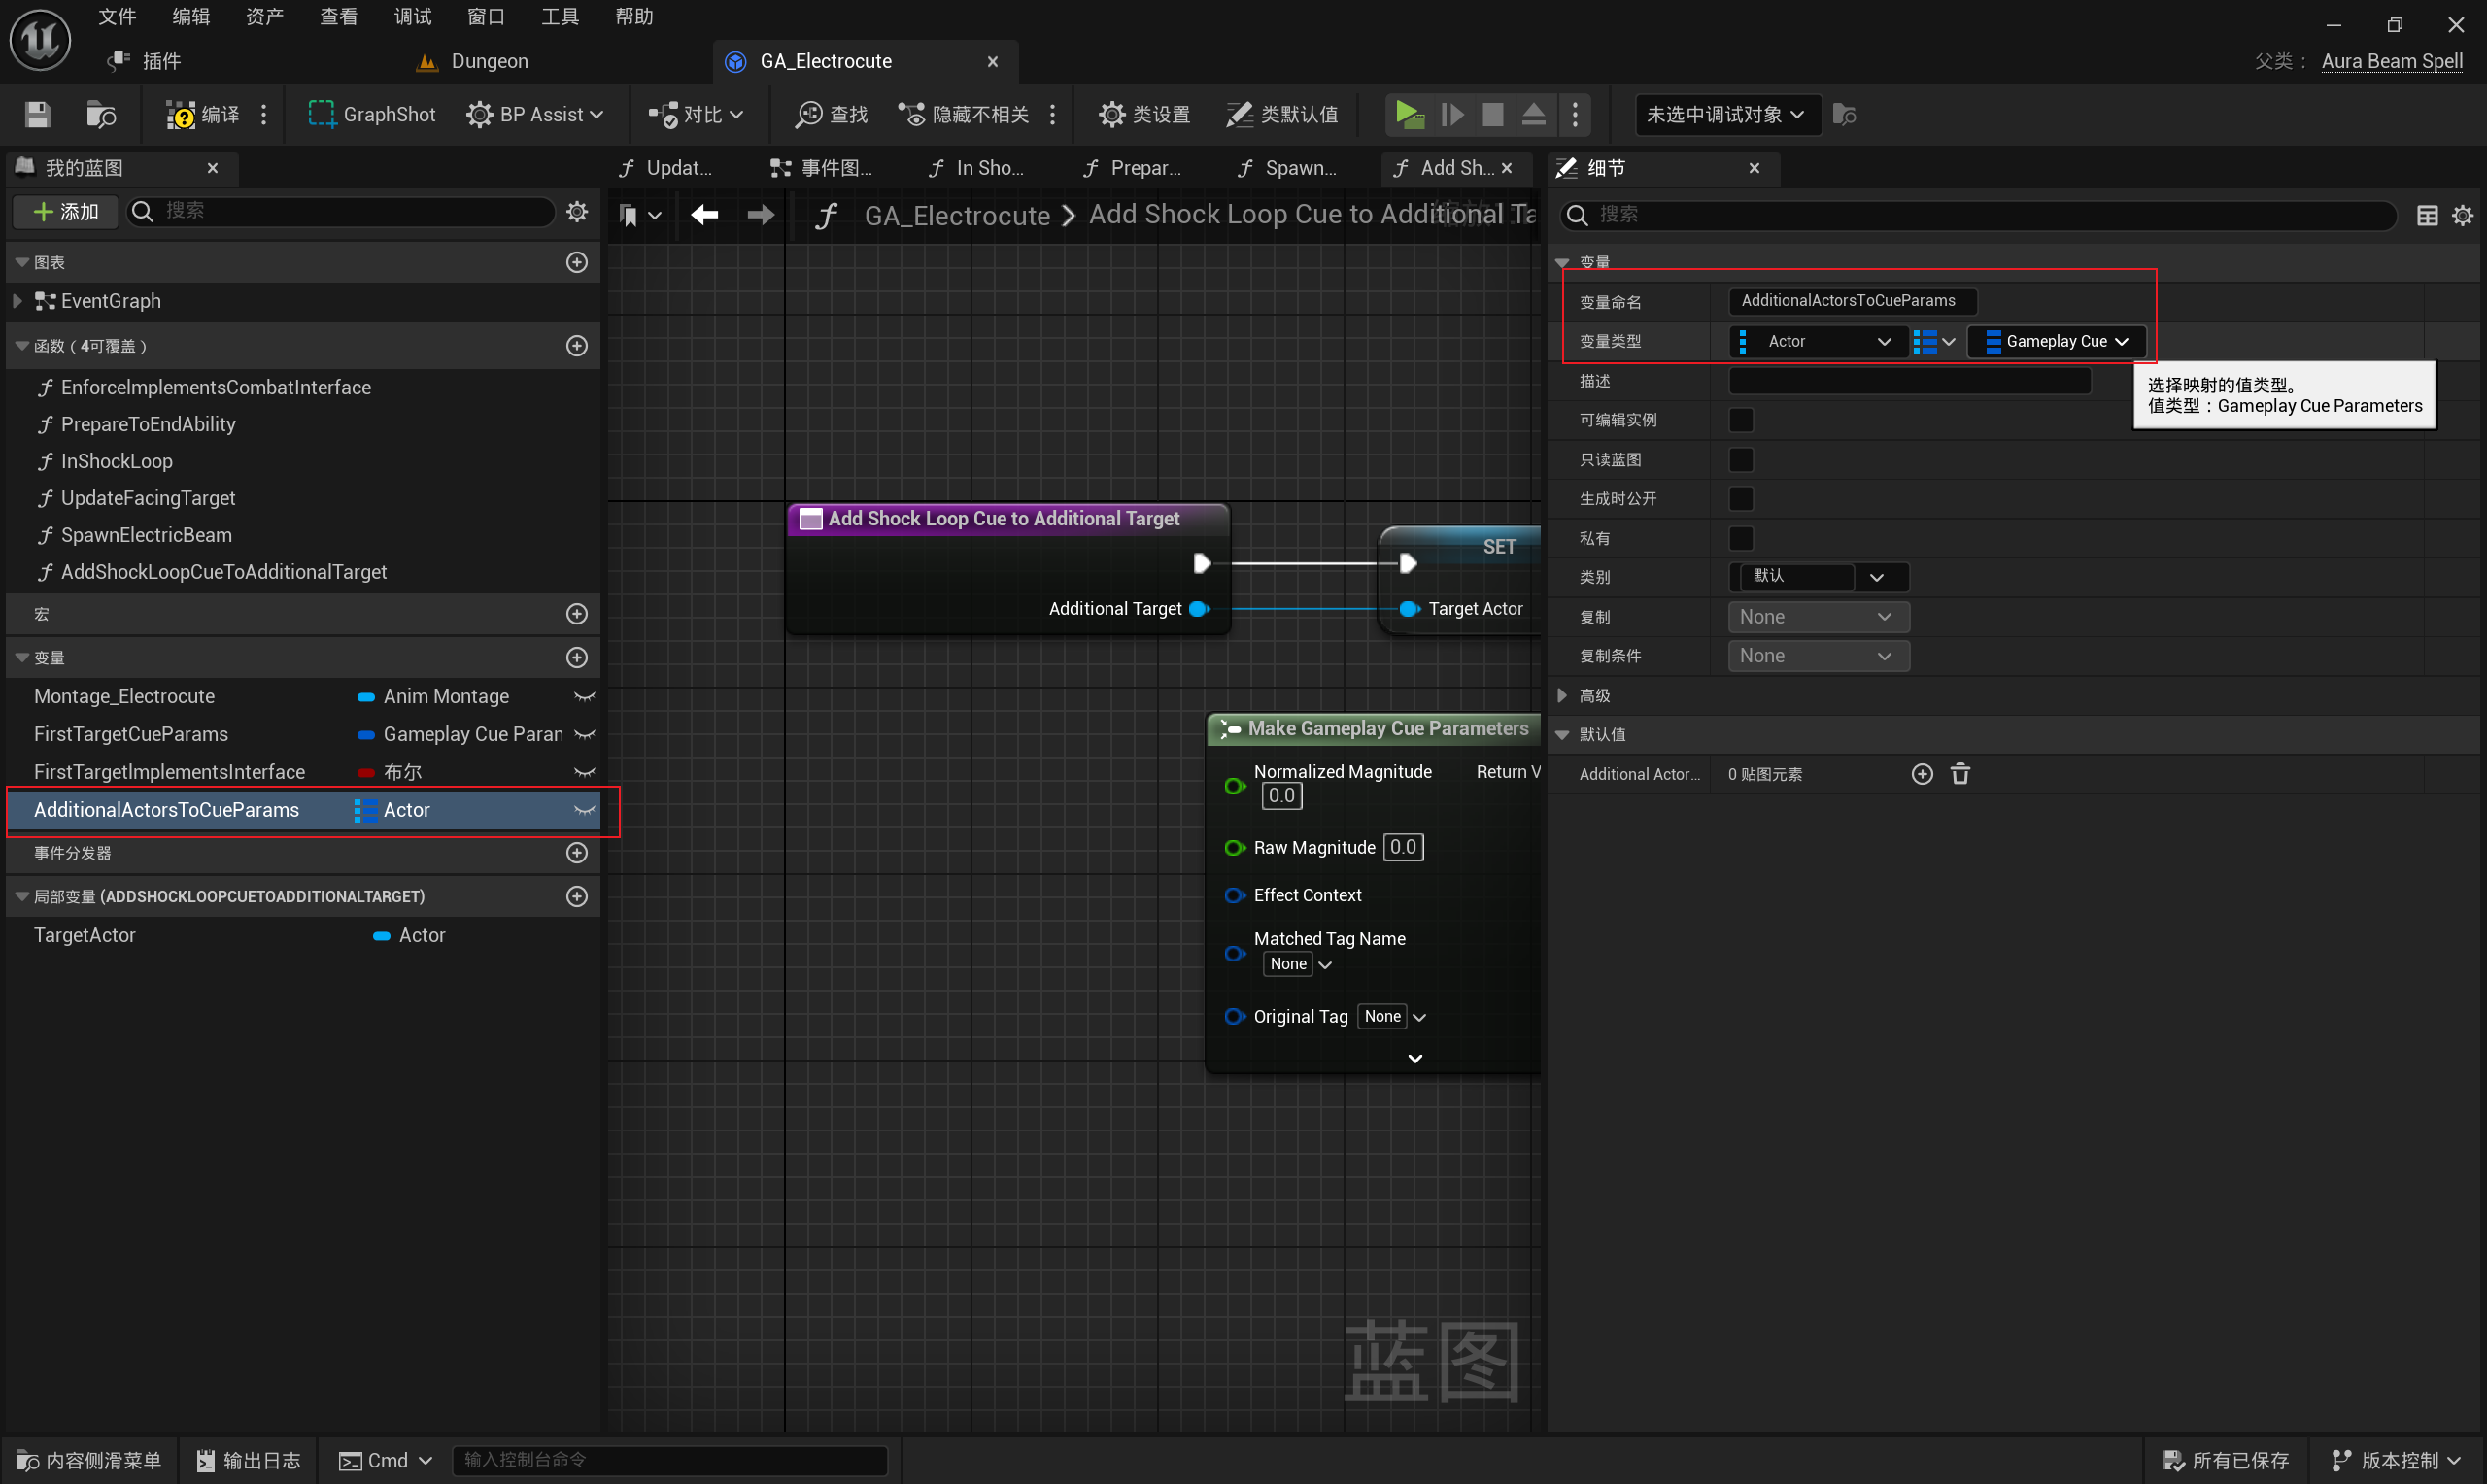 文件 编辑 资产 查看 调试 窗口 工具 帮助
插件 Dungeon GA_Electrocute 父类： Aura Beam Spell
编译 GraphShot BP Assist 对比 查找 隐藏不相关 类设置 类默认值 未选中调试对象
我的蓝图
添加 搜索
图表
EventGraph
函数（4可覆盖）
EnforceImplementsCombatInterface
PrepareToEndAbility
InShockLoop
UpdateFacingTarget
SpawnElectricBeam
AddShockLoopCueToAdditionalTarget
宏
变量
Montage_Electrocute Anim Montage
FirstTargetCueParams Gameplay Cue Paran
FirstTargetImplementsInterface 布尔
AdditionalActorsToCueParams Actor
事件分发器
局部变量 (ADDSHOCKLOOPCUETOADDITIONALTARGET)
TargetActor Actor
Updat... 事件图... In Sho... Prepar... Spawn... Add Sh...
GA_Electrocute > Add Shock Loop Cue to Additional Ta
Add Shock Loop Cue to Additional Target
Additional Target
SET
Target Actor
Make Gameplay Cue Parameters
Normalized Magnitude Return V
0.0
Raw Magnitude 0.0
Effect Context
Matched Tag Name
None
Original Tag None
蓝图
细节
搜索
变量
变量命名 AdditionalActorsToCueParams
变量类型 Actor Gameplay Cue
选择映射的值类型。
值类型：Gameplay Cue Parameters
描述
可编辑实例
只读蓝图
生成时公开
私有
类别 默认
复制 None
复制条件 None
高级
默认值
Additional Actor... 0 贴图元素
内容侧滑菜单 输出日志 Cmd 输入控制台命令 所有已保存 版本控制